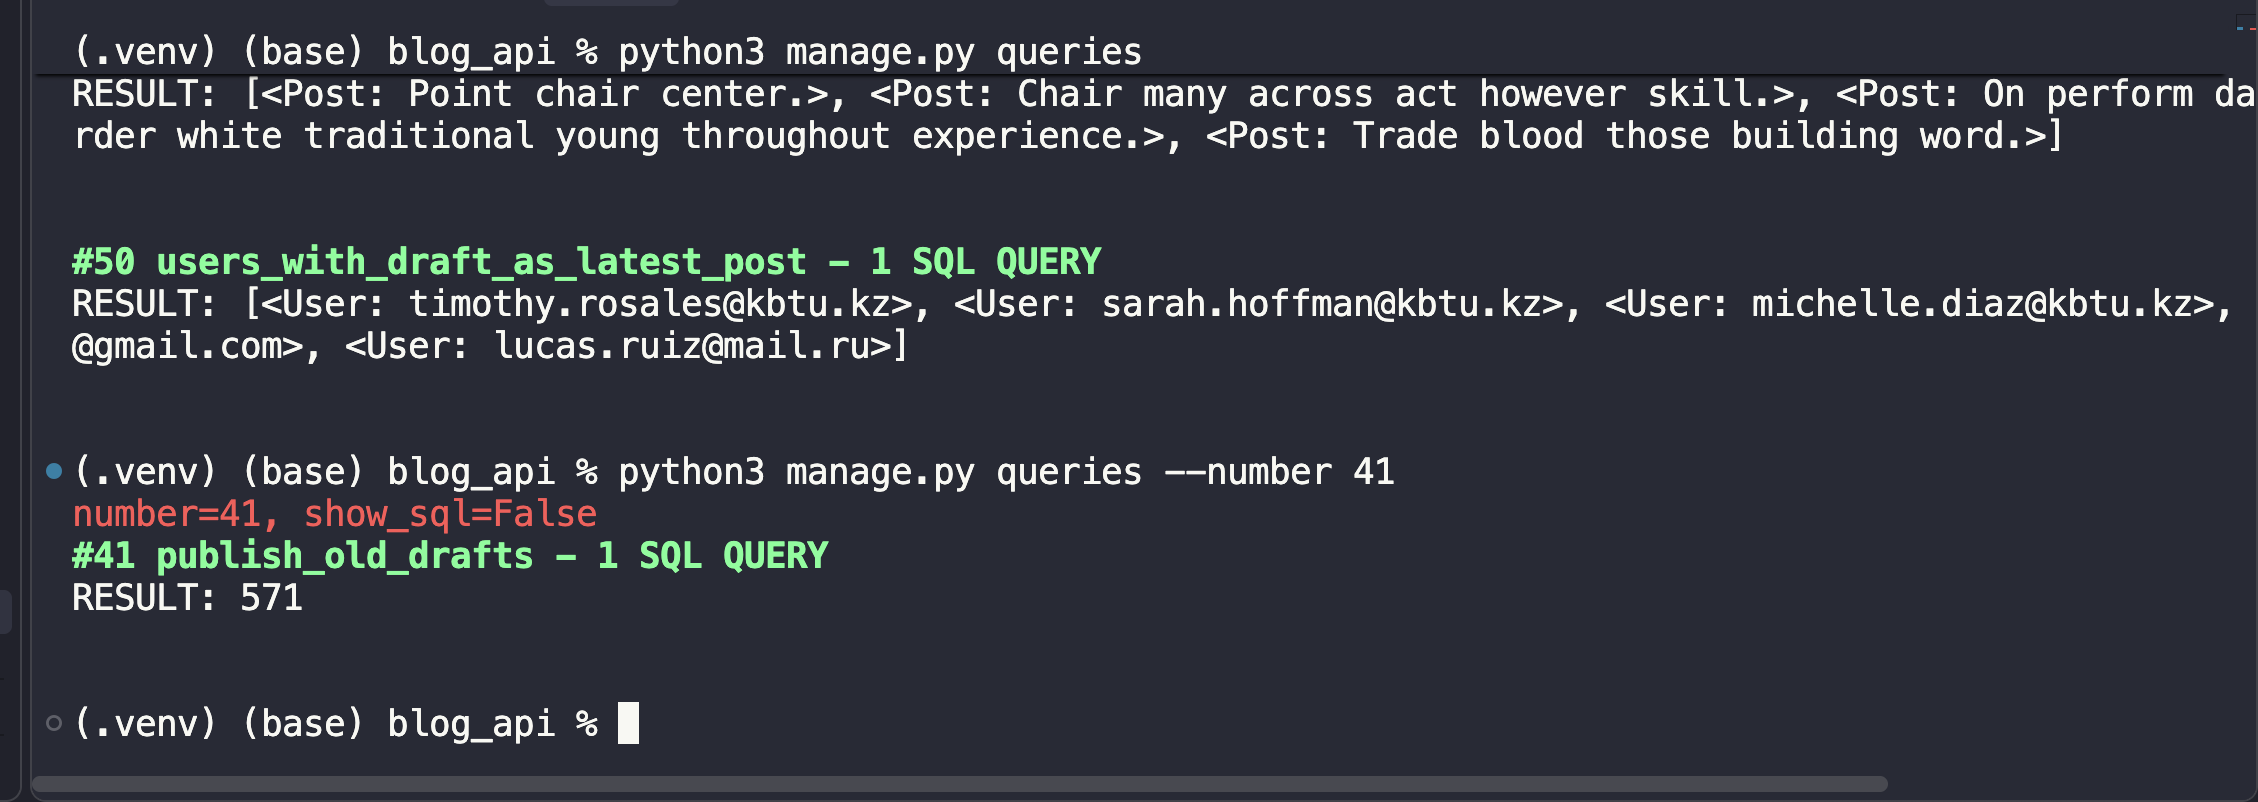 (.venv) (base) blog_api % python3 manage.py queries
RESULT: [<Post: Point chair center.>, <Post: Chair many across act however skill.>, <Post: On perform da
rder white traditional young throughout experience.>, <Post: Trade blood those building word.>]
#50 users_with_draft_as_latest_post - 1 SQL QUERY
RESULT: [<User: timothy.rosales@kbtu.kz>, <User: sarah.hoffman@kbtu.kz>, <User: michelle.diaz@kbtu.kz>,
@gmail.com>, <User: lucas.ruiz@mail.ru>]
(.venv) (base) blog_api % python3 manage.py queries --number 41
number=41, show_sql=False
#41 publish_old_drafts - 1 SQL QUERY
RESULT: 571
(.venv) (base) blog_api %